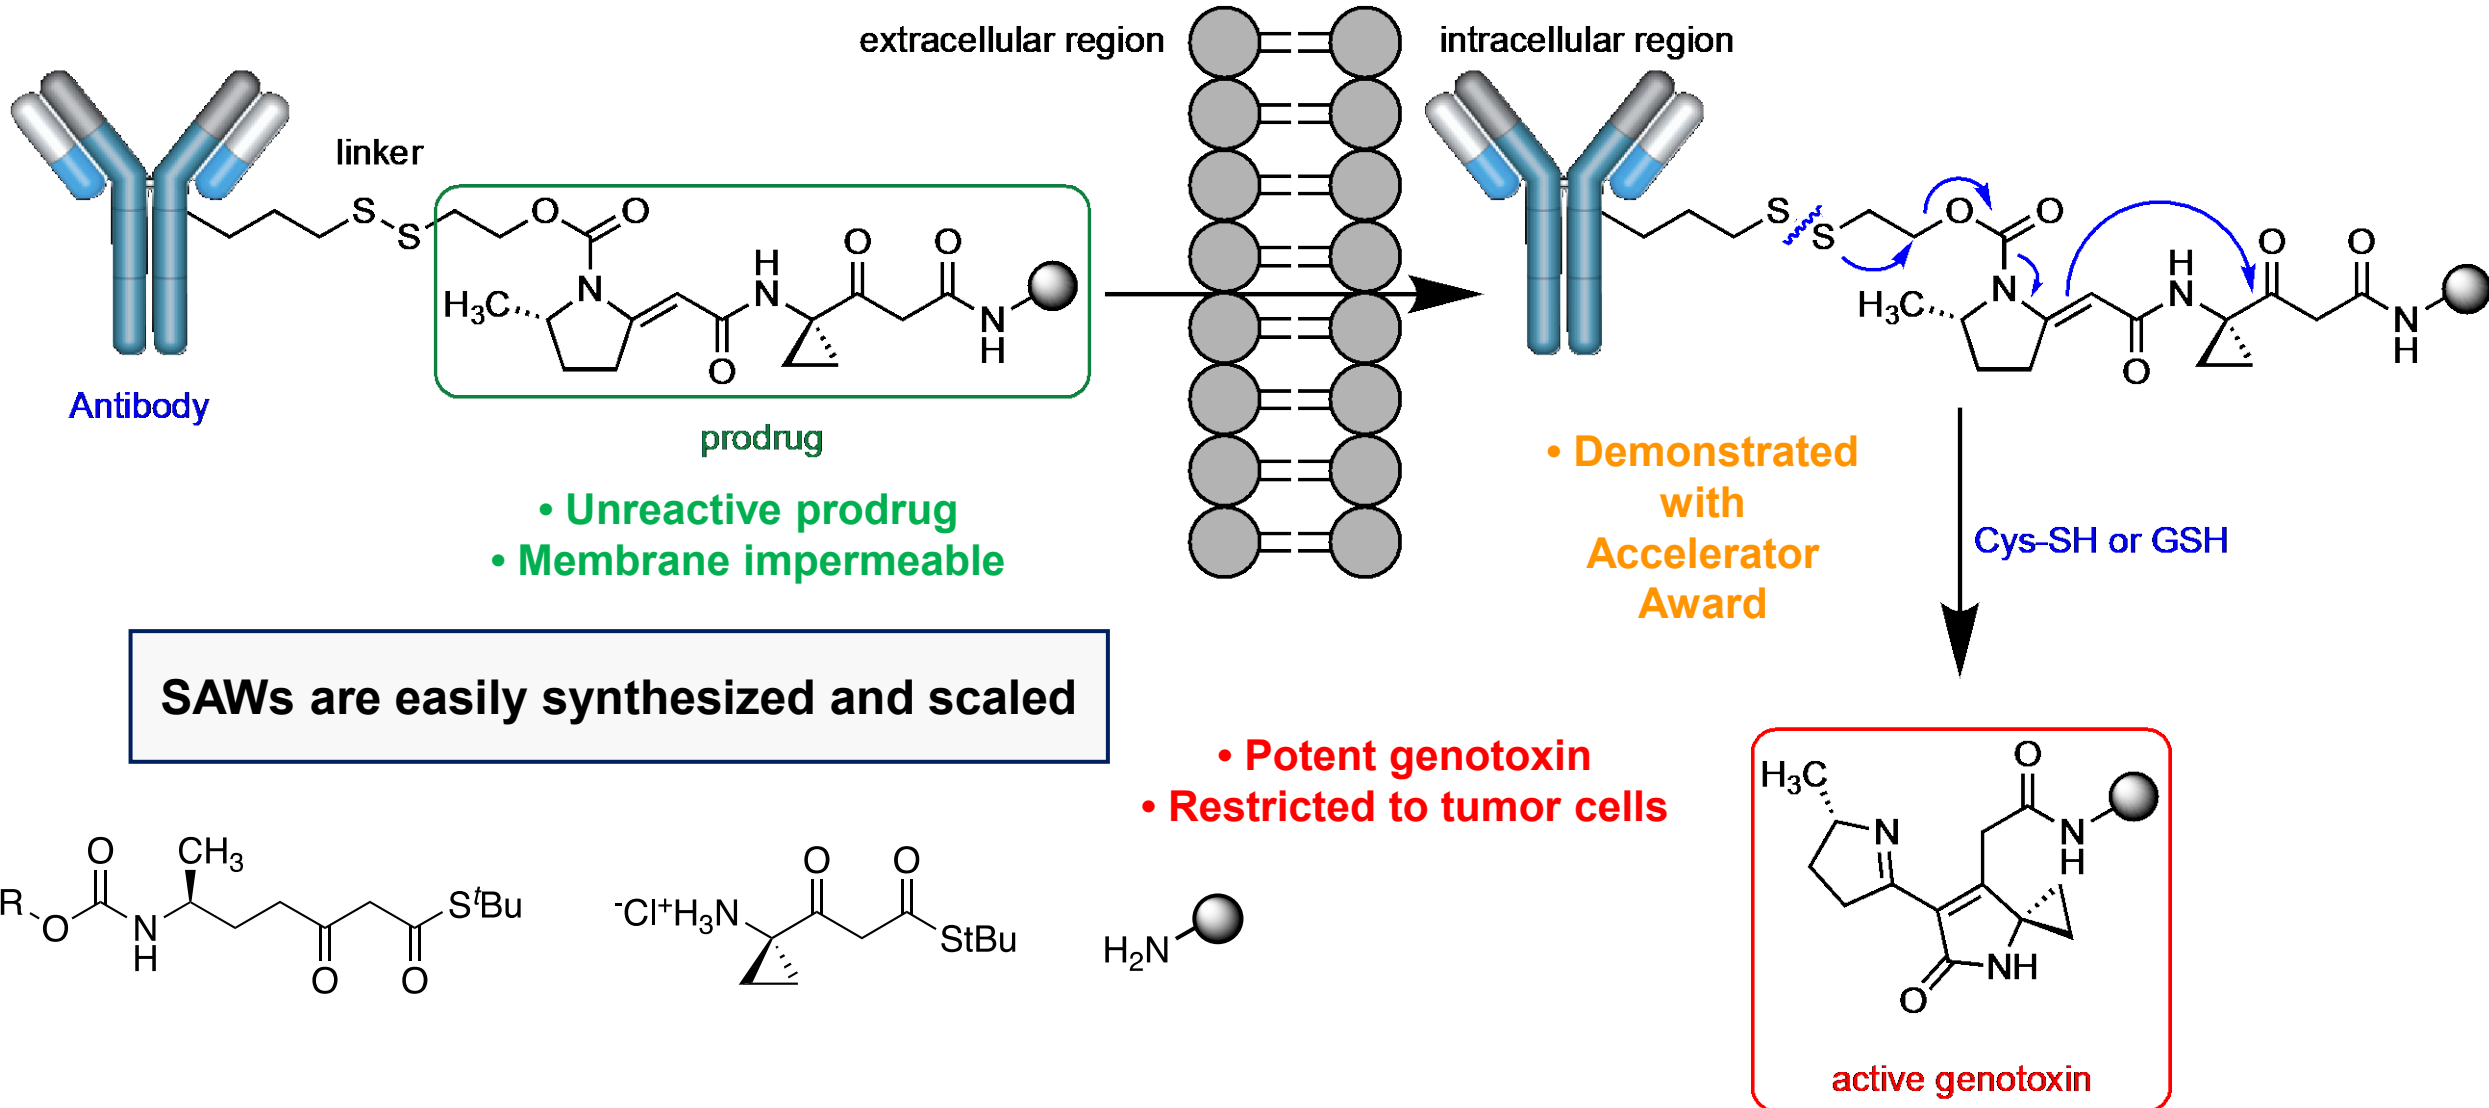 extracellular region
intracellular region
linker
S
S
O
O
N
H₃C
H
N
O
O
O
N
H
Antibody
prodrug
S
S
O
O
N
H₃C
H
N
O
O
O
N
H
• Unreactive prodrug
• Membrane impermeable
• Demonstrated
with
Accelerator
Award
Cys-SH or GSH
SAWs are easily synthesized and scaled
• Potent genotoxin
• Restricted to tumor cells
R
O
O
N
H
CH₃
O
O
SᵗBu
⁻Cl⁺H₃N
O
O
StBu
H₂N
H₃C
N
O
N
H
O
NH
active genotoxin